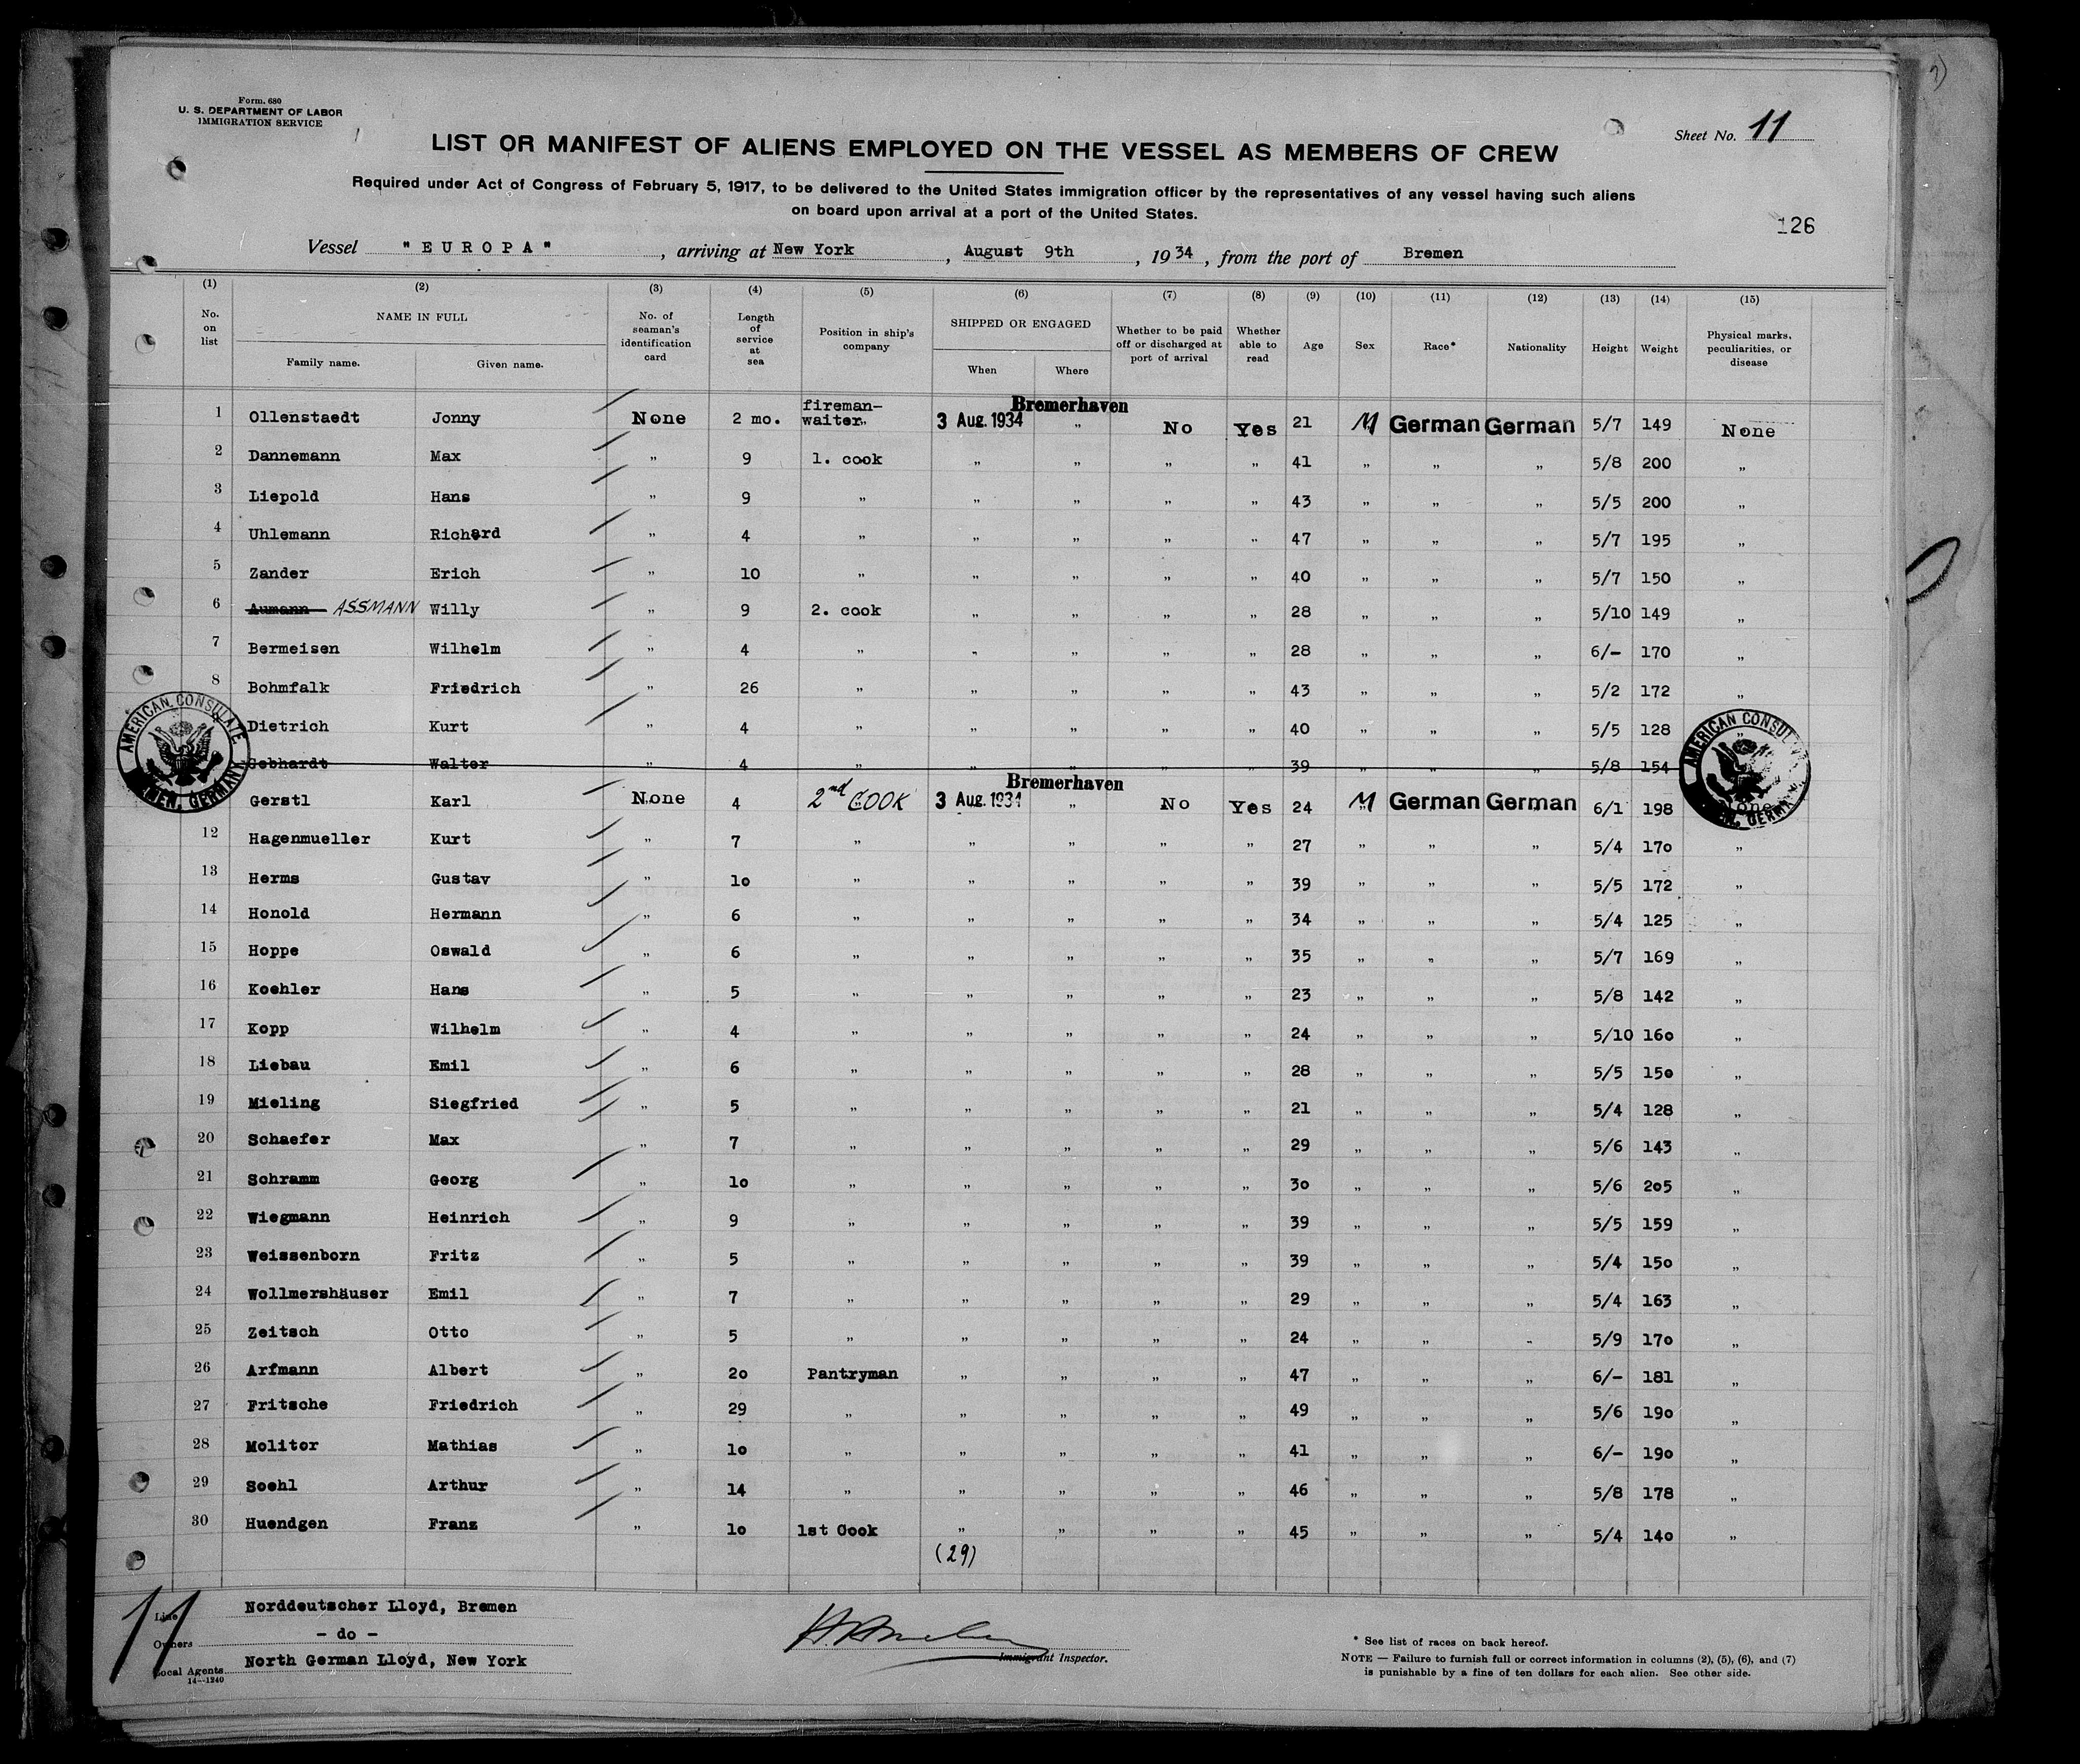 Form. 680
U. S. DEPARTMENT OF LABOR
IMMIGRATION SERVICE
Sheet No. 11
LIST OR MANIFEST OF ALIENS EMPLOYED ON THE VESSEL AS MEMBERS OF CREW
Required under Act of Congress of February 5, 1917, to be delivered to the United States immigration officer by the representatives of any vessel having such aliens
on board upon arrival at a port of the United States.
126
Vessel "EUROPA", arriving at New York, August 9th, 1934, from the port of Bremen
(1) (2) (3) (4) (5) (6) (7) (8) (9) (10) (11) (12) (13) (14) (15)
No. on list NAME IN FULL Family name. Given name. No. of seaman's identification card Length of service at sea Position in ship's company SHIPPED OR ENGAGED When Where Whether to be paid off or discharged at port of arrival Whether able to read Age Sex Race* Nationality Height Weight Physical marks, peculiarities, or disease
1 Ollenstaedt Jonny None 2 mo. fireman-waiter 3 Aug. 1934 Bremerhaven No Yes 21 M German German 5/7 149 None
2 Dannemann Max " 9 1. cook " " " " 41 " " " 5/8 200 "
3 Liepold Hans " 9 " " " " " 43 " " " 5/5 200 "
4 Uhlemann Richard " 4 " " " " " 47 " " " 5/7 195 "
5 Zander Erich " 10 " " " " " 40 " " " 5/7 150 "
6 Aumann ASSMANN Willy " 9 2. cook " " " " 28 " " " 5/10 149 "
7 Bermeisen Wilhelm " 4 " " " " " 28 " " " 6/- 170 "
8 Bohmfalk Friedrich " 26 " " " " " 43 " " " 5/2 172 "
Dietrich Kurt " 4 " " " " " 40 " " " 5/5 128 "
Gebhardt Walter " 4 " " " " " 39 " " " 5/8 154
Gerstl Karl None 4 2nd COOK 3 Aug. 1934 Bremerhaven No Yes 24 M German German 6/1 198 None
12 Hagenmueller Kurt " 7 " " " " " 27 " " " 5/4 170 "
13 Herms Gustav " 10 " " " " " 39 " " " 5/5 172 "
14 Honold Hermann " 6 " " " " " 34 " " " 5/4 125 "
15 Hoppe Oswald " 6 " " " " " 35 " " " 5/7 169 "
16 Koehler Hans " 5 " " " " " 23 " " " 5/8 142 "
17 Kopp Wilhelm " 4 " " " " " 24 " " " 5/10 160 "
18 Liebau Emil " 6 " " " " " 28 " " " 5/5 150 "
19 Mieling Siegfried " 5 " " " " " 21 " " " 5/4 128 "
20 Schaefer Max " 7 " " " " " 29 " " " 5/6 143 "
21 Schramm Georg " 10 " " " " " 30 " " " 5/6 205 "
22 Wiegmann Heinrich " 9 " " " " " 39 " " " 5/5 159 "
23 Weissenborn Fritz " 5 " " " " " 39 " " " 5/4 150 "
24 Wollmershäuser Emil " 7 " " " " " 29 " " " 5/4 163 "
25 Zeitsch Otto " 5 " " " " " 24 " " " 5/9 170 "
26 Arfmann Albert " 20 Pantryman " " " " 47 " " " 6/- 181 "
27 Fritsche Friedrich " 29 " " " " " 49 " " " 5/6 190 "
28 Molitor Mathias " 10 " " " " " 41 " " " 6/- 190 "
29 Soehl Arthur " 14 " " " " " 46 " " " 5/8 178 "
30 Huendgen Franz " 10 1st Cook " " " " 45 " " " 5/4 140 "
(29)
AMERICAN CONSULATE
BREMEN, GERMANY
AMERICAN CONSULATE
BREMEN, GERMANY
11
Line Norddeutscher Lloyd, Bremen
Owners - do -
Local Agents North German Lloyd, New York
14—1240
Immigrant Inspector.
* See list of races on back hereof.
NOTE — Failure to furnish full or correct information in columns (2), (5), (6), and (7)
is punishable by a fine of ten dollars for each alien. See other side.